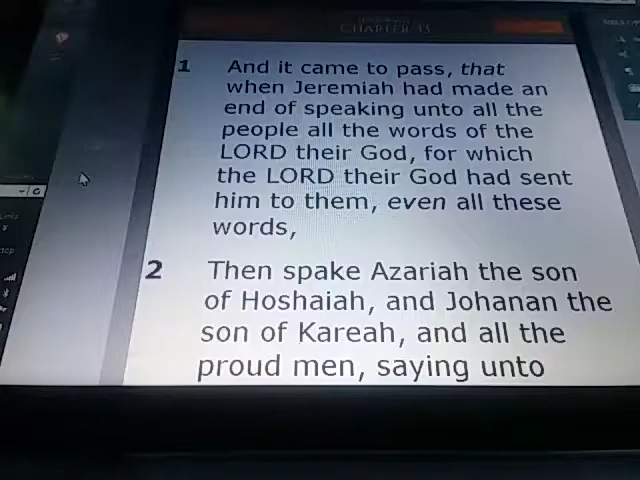 CHAPTER 43
1 And it came to pass, that
when Jeremiah had made an
end of speaking unto all the
people all the words of the
LORD their God, for which
the LORD their God had sent
him to them, even all these
words,
2 Then spake Azariah the son
of Hoshaiah, and Johanan the
son of Kareah, and all the
proud men, saying unto